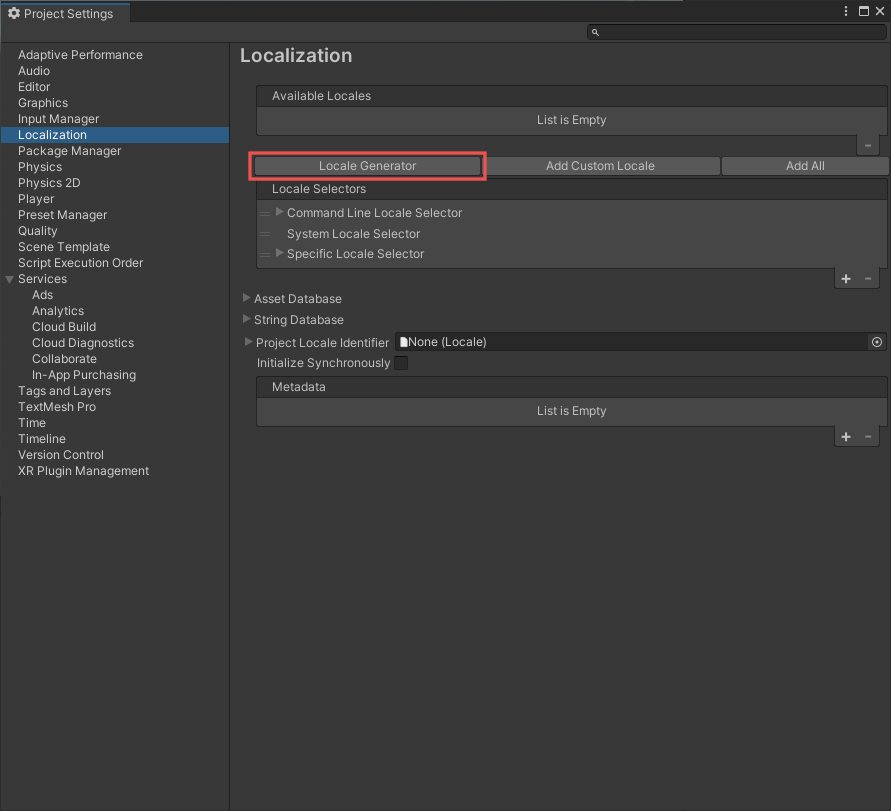 Project Settings
Adaptive Performance
Audio
Editor
Graphics
Input Manager
Localization
Package Manager
Physics
Physics 2D
Player
Preset Manager
Quality
Scene Template
Script Execution Order
Services
Ads
Analytics
Cloud Build
Cloud Diagnostics
Collaborate
In-App Purchasing
Tags and Layers
TextMesh Pro
Time
Timeline
Version Control
XR Plugin Management
Localization
Available Locales
List is Empty
Locale Generator Add Custom Locale Add All
Locale Selectors
Command Line Locale Selector
System Locale Selector
Specific Locale Selector
Asset Database
String Database
Project Locale Identifier None (Locale)
Initialize Synchronously
Metadata
List is Empty